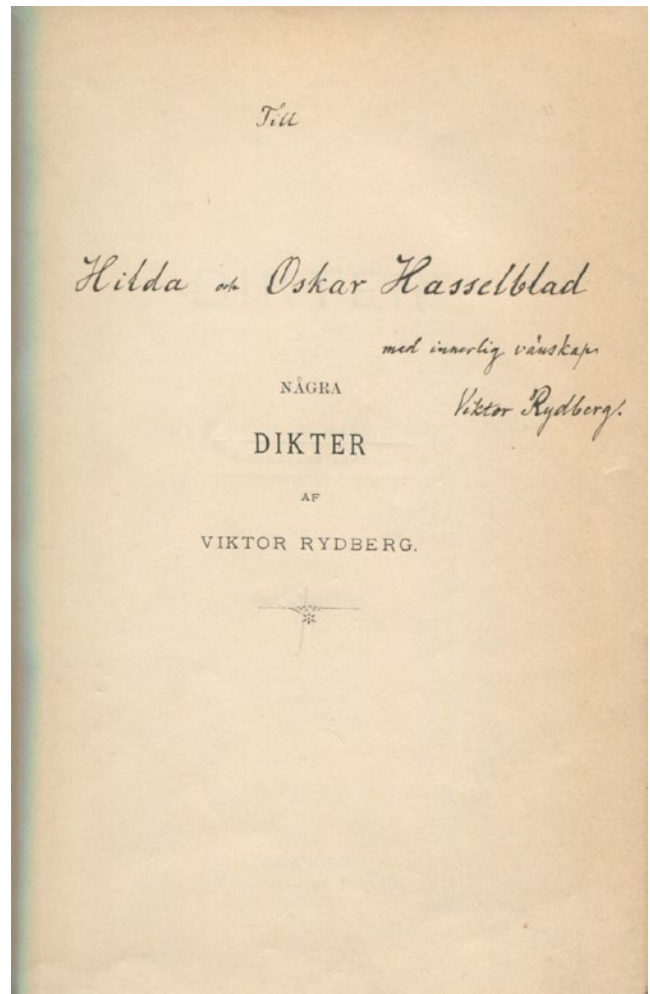 Till
Hilda och Oskar Hasselblad
med innerlig vänskap
Viktor Rydberg.
NÅGRA
DIKTER
AF
VIKTOR RYDBERG.